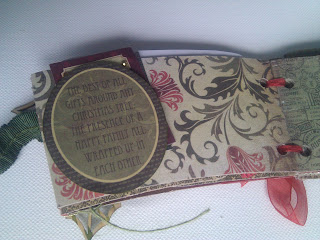 THE BEST OF ALL
GIFTS AROUND ANY
CHRISTMAS TREE
THE PRESENCE OF A
HAPPY FAMILY ALL
WRAPPED UP IN
EACH OTHER.